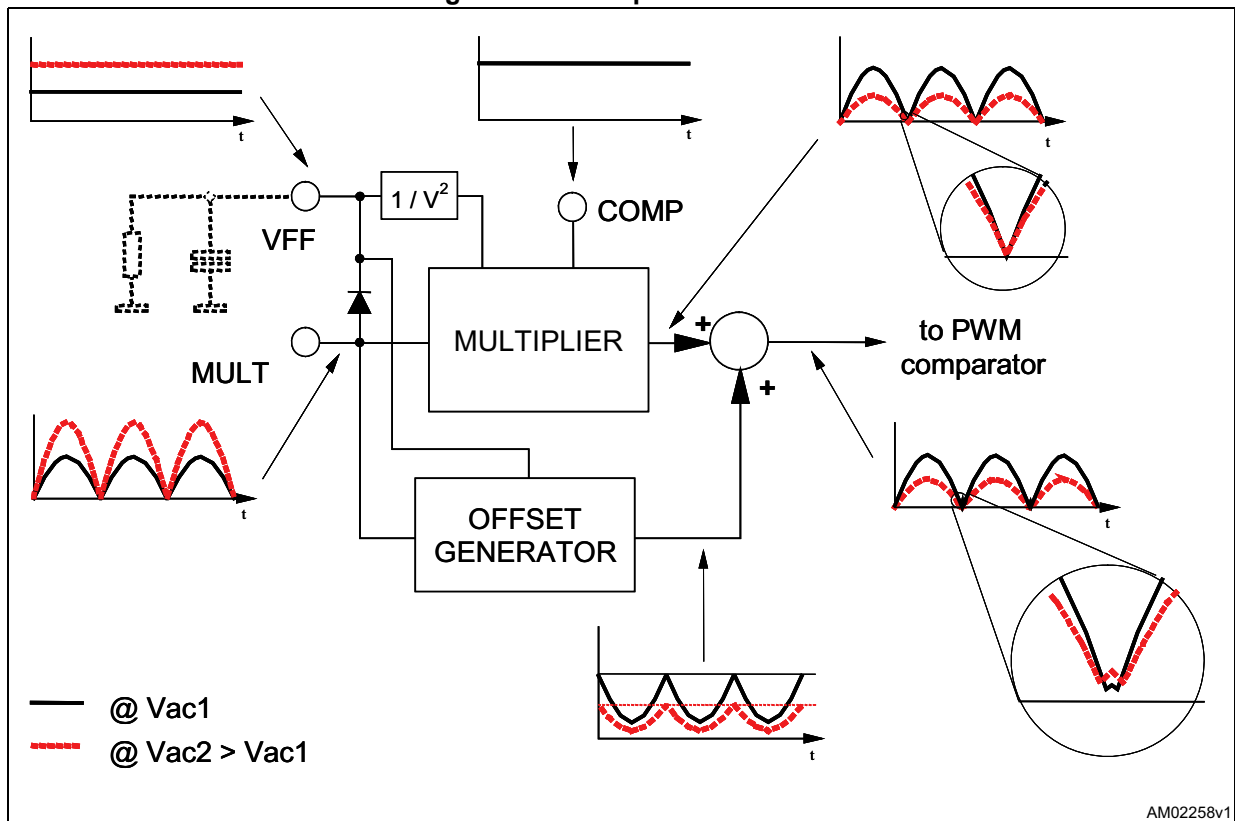 t
t
t
1 / V²
VFF
COMP
MULTIPLIER
+
+
to PWM
comparator
MULT
t
t
OFFSET
GENERATOR
t
@ Vac1
@ Vac2 > Vac1
AM02258v1